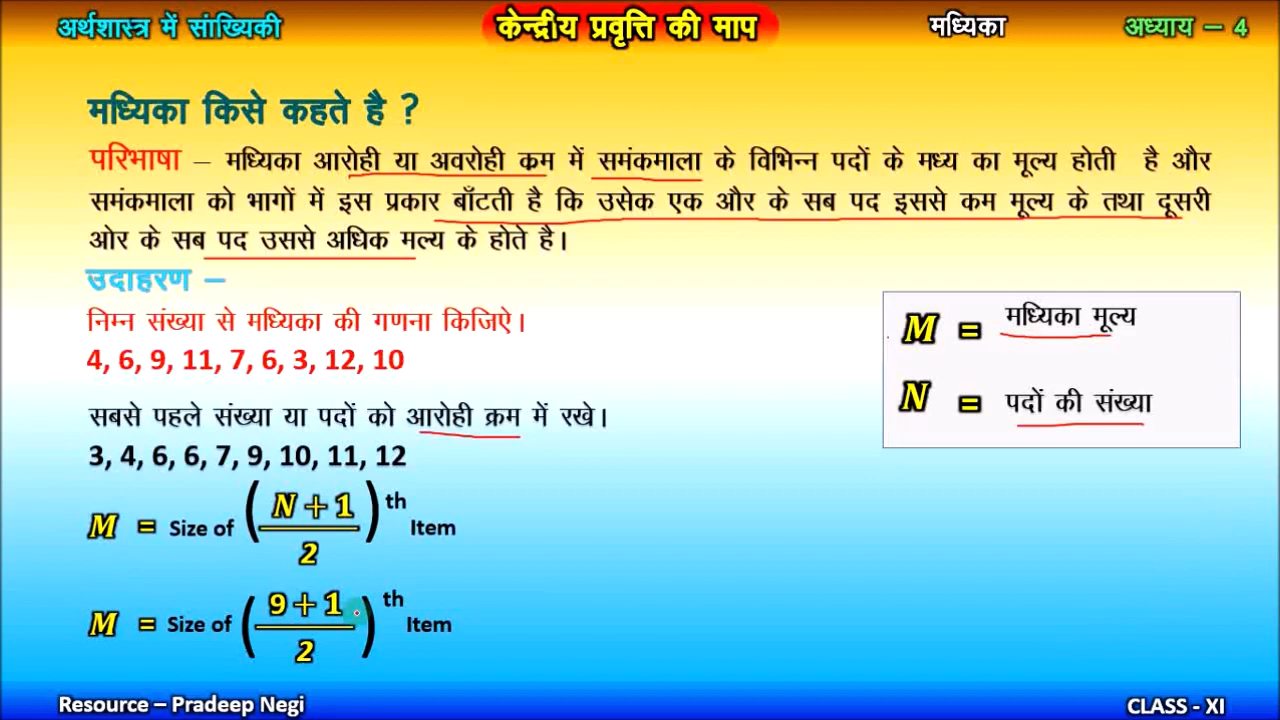 अर्थशास्त्र में सांख्यिकी केन्द्रीय प्रवृत्ति की माप मध्यिका अध्याय – 4
मध्यिका किसे कहते है ?
परिभाषा – मध्यिका आरोही या अवरोही क्रम में समंकमाला के विभिन्न पदों के मध्य का मूल्य होती है और
समंकमाला को भागों में इस प्रकार बाँटती है कि उसेक एक और के सब पद इससे कम मूल्य के तथा दूसरी
ओर के सब पद उससे अधिक मल्य के होते है।
उदाहरण –
निम्न संख्या से मध्यिका की गणना किजिऐ।
4, 6, 9, 11, 7, 6, 3, 12, 10
सबसे पहले संख्या या पदों को आरोही क्रम में रखे।
3, 4, 6, 6, 7, 9, 10, 11, 12
M = Size of (N + 1 / 2)th Item
M = Size of (9 + 1 / 2)th Item
M = मध्यिका मूल्य
N = पदों की संख्या
Resource – Pradeep Negi CLASS - XI